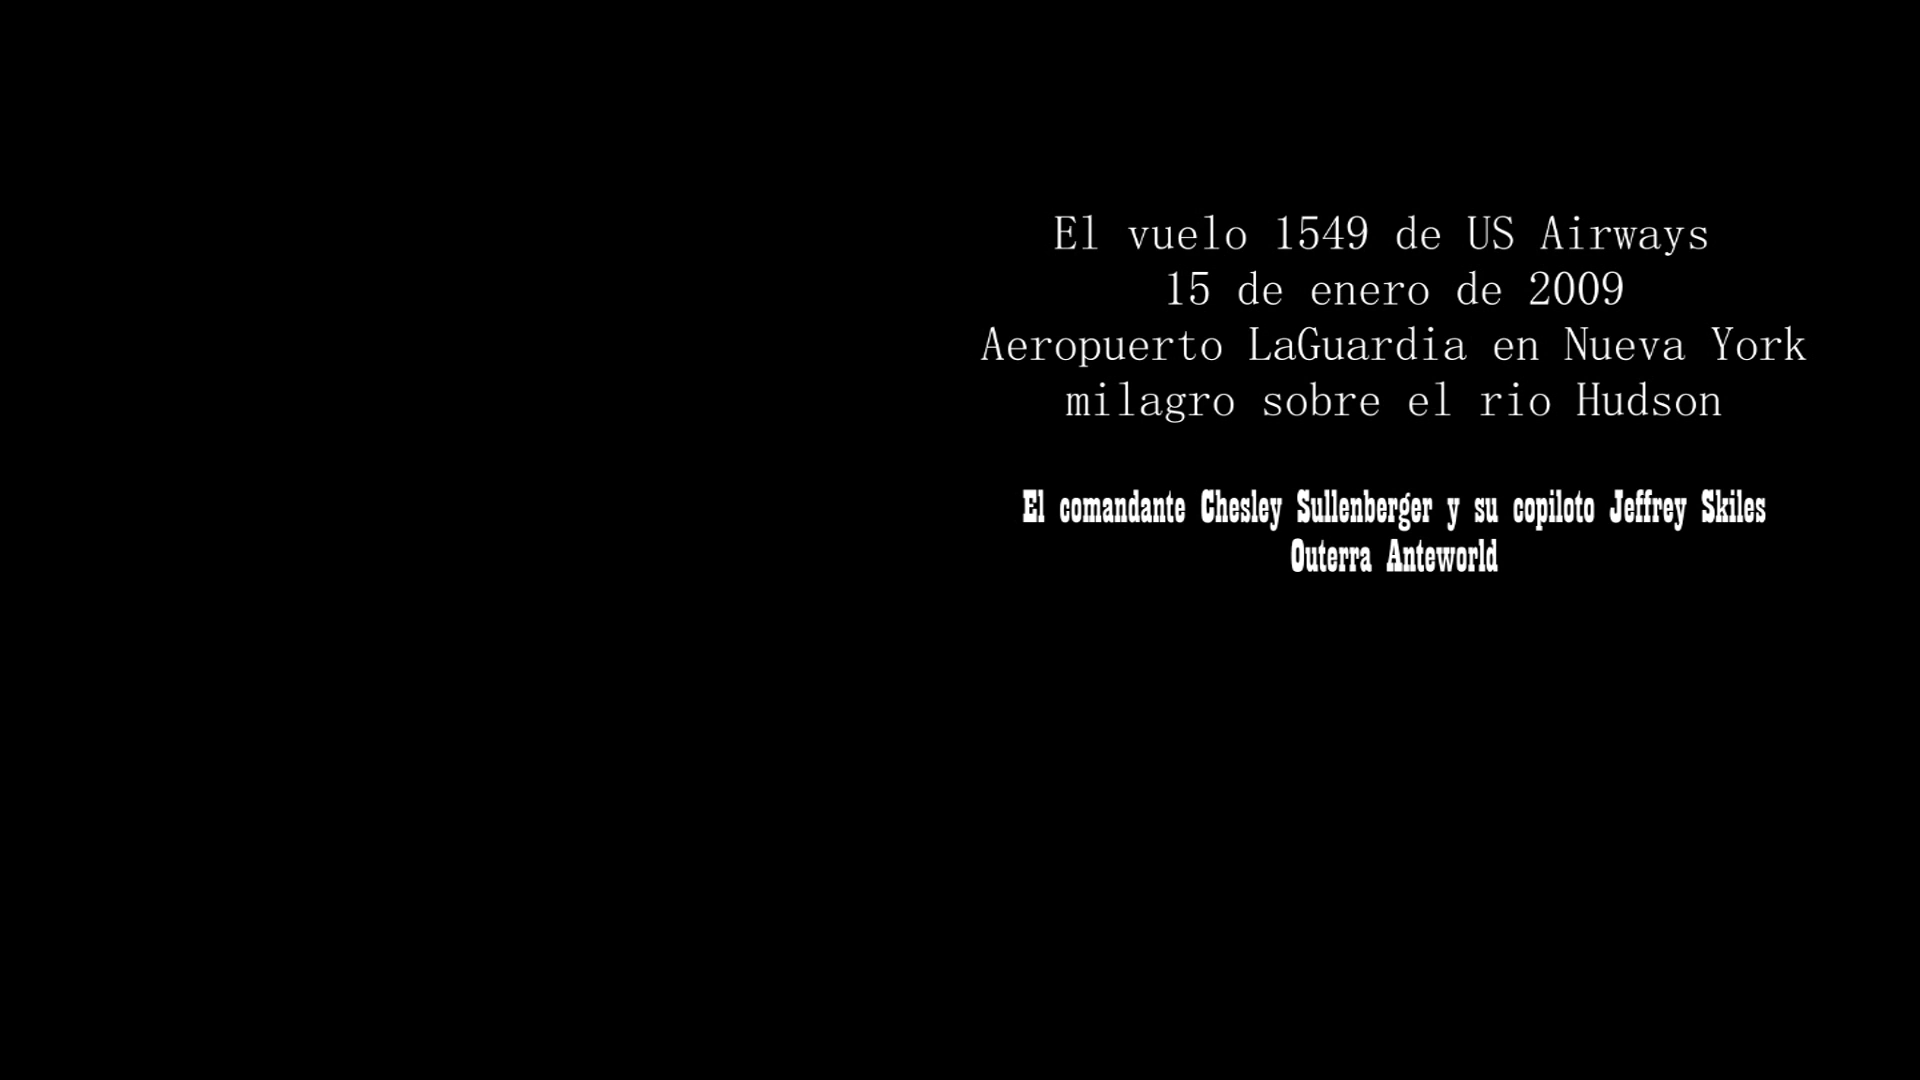 El vuelo 1549 de US Airways
15 de enero de 2009
Aeropuerto LaGuardia en Nueva York
milagro sobre el rio Hudson
El comandante Chesley Sullenberger y su copiloto Jeffrey Skiles
Outerra Anteworld